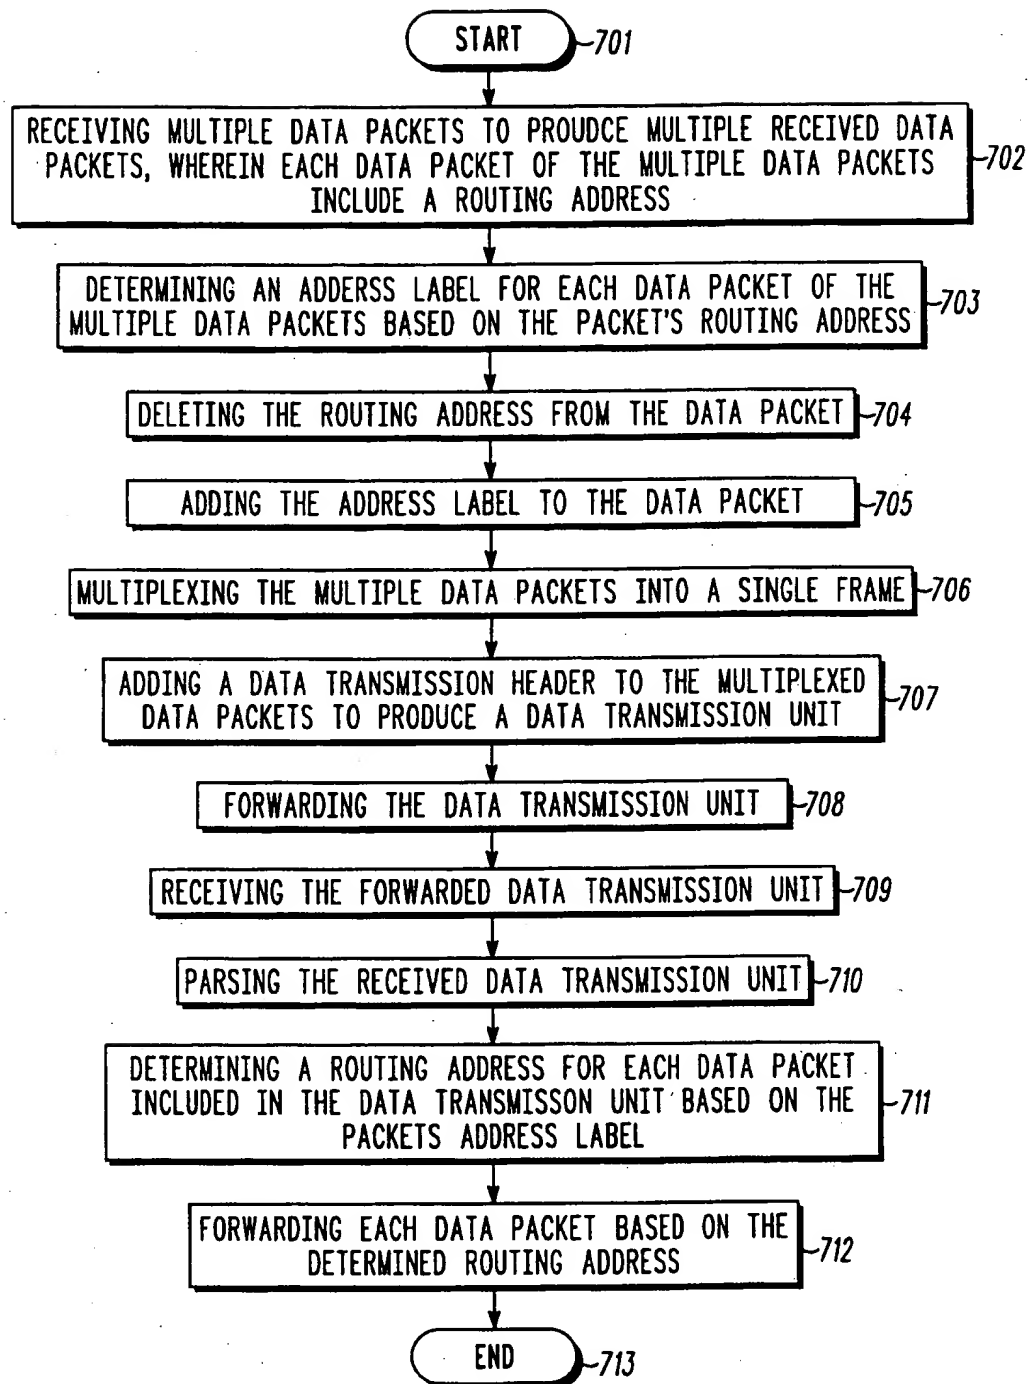 START
701
RECEIVING MULTIPLE DATA PACKETS TO PROUDCE MULTIPLE RECEIVED DATA
PACKETS, WHEREIN EACH DATA PACKET OF THE MULTIPLE DATA PACKETS
INCLUDE A ROUTING ADDRESS
702
DETERMINING AN ADDERSS LABEL FOR EACH DATA PACKET OF THE
MULTIPLE DATA PACKETS BASED ON THE PACKET'S ROUTING ADDRESS
703
DELETING THE ROUTING ADDRESS FROM THE DATA PACKET
704
ADDING THE ADDRESS LABEL TO THE DATA PACKET
705
MULTIPLEXING THE MULTIPLE DATA PACKETS INTO A SINGLE FRAME
706
ADDING A DATA TRANSMISSION HEADER TO THE MULTIPLEXED
DATA PACKETS TO PRODUCE A DATA TRANSMISSION UNIT
707
FORWARDING THE DATA TRANSMISSION UNIT
708
RECEIVING THE FORWARDED DATA TRANSMISSION UNIT
709
PARSING THE RECEIVED DATA TRANSMISSION UNIT
710
DETERMINING A ROUTING ADDRESS FOR EACH DATA PACKET
INCLUDED IN THE DATA TRANSMISSON UNIT BASED ON THE
PACKETS ADDRESS LABEL
711
FORWARDING EACH DATA PACKET BASED ON THE
DETERMINED ROUTING ADDRESS
712
END
713